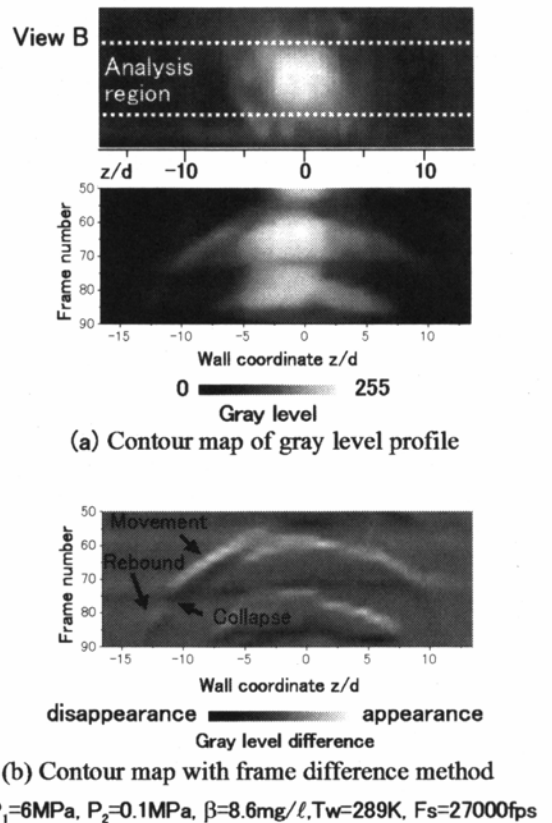 View B
Analysis
region
z/d -10 0 10
50
60
70
80
90
Frame number
-15 -10 -5 0 5 10
Wall coordinate z/d
0 255
Gray level
(a) Contour map of gray level profile
50
60
70
80
90
Frame number
Movement
Rebound
Collapse
-15 -10 -5 0 5 10
Wall coordinate z/d
disappearance appearance
Gray level difference
(b) Contour map with frame difference method
P₁=6MPa, P₂=0.1MPa, β=8.6mg/ℓ,Tw=289K, Fs=27000fps